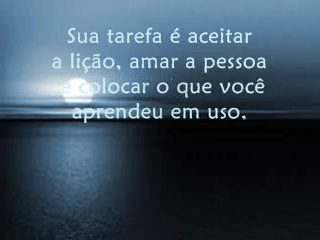 Sua tarefa é aceitar
a lição, amar a pessoa
e colocar o que você
aprendeu em uso,